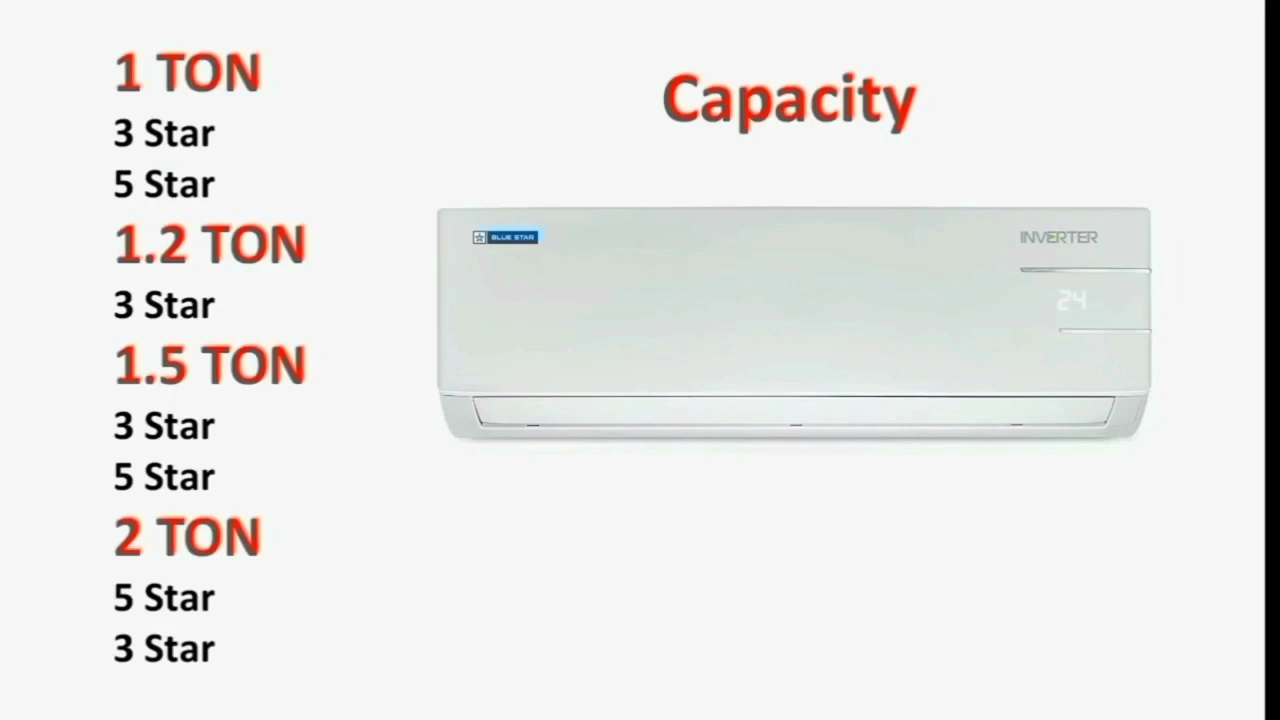 1 TON
3 Star
5 Star
1.2 TON
3 Star
1.5 TON
3 Star
5 Star
2 TON
5 Star
3 Star
Capacity
BLUE STAR
INVERTER
24